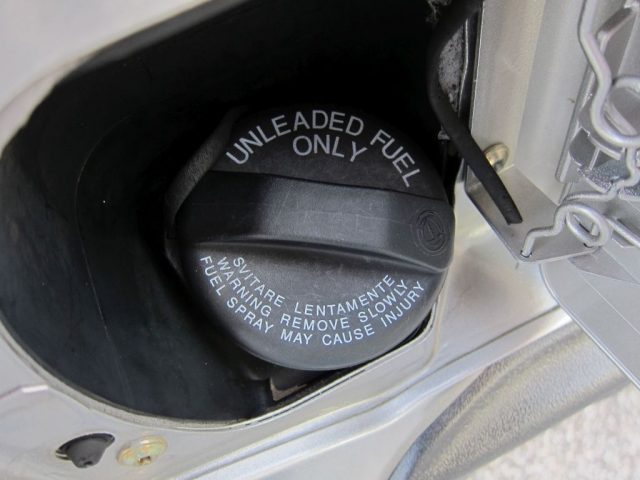 UNLEADED FUEL
ONLY
SVITARE LENTAMENTE
WARNING REMOVE SLOWLY
FUEL SPRAY MAY CAUSE INJURY